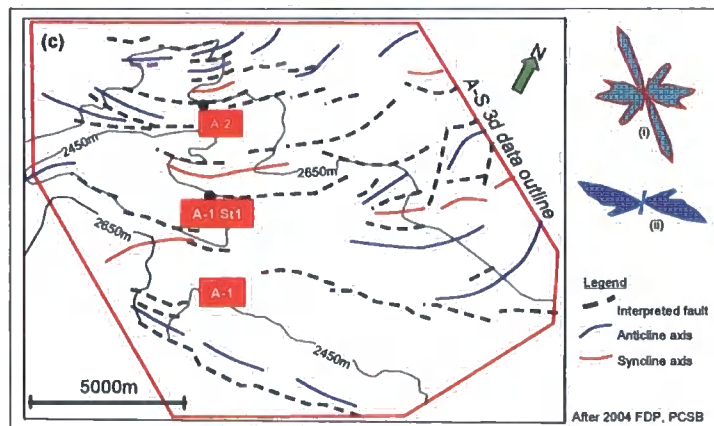 (c)
N
A-S 3d data outline
A-2
2450m
2650m
A-1 St1
2650m
A-1
2450m
5000m
(i)
(ii)
Legend
Interpreted fault
Anticline axis
Syncline axis
After 2004 FDP, PCSB